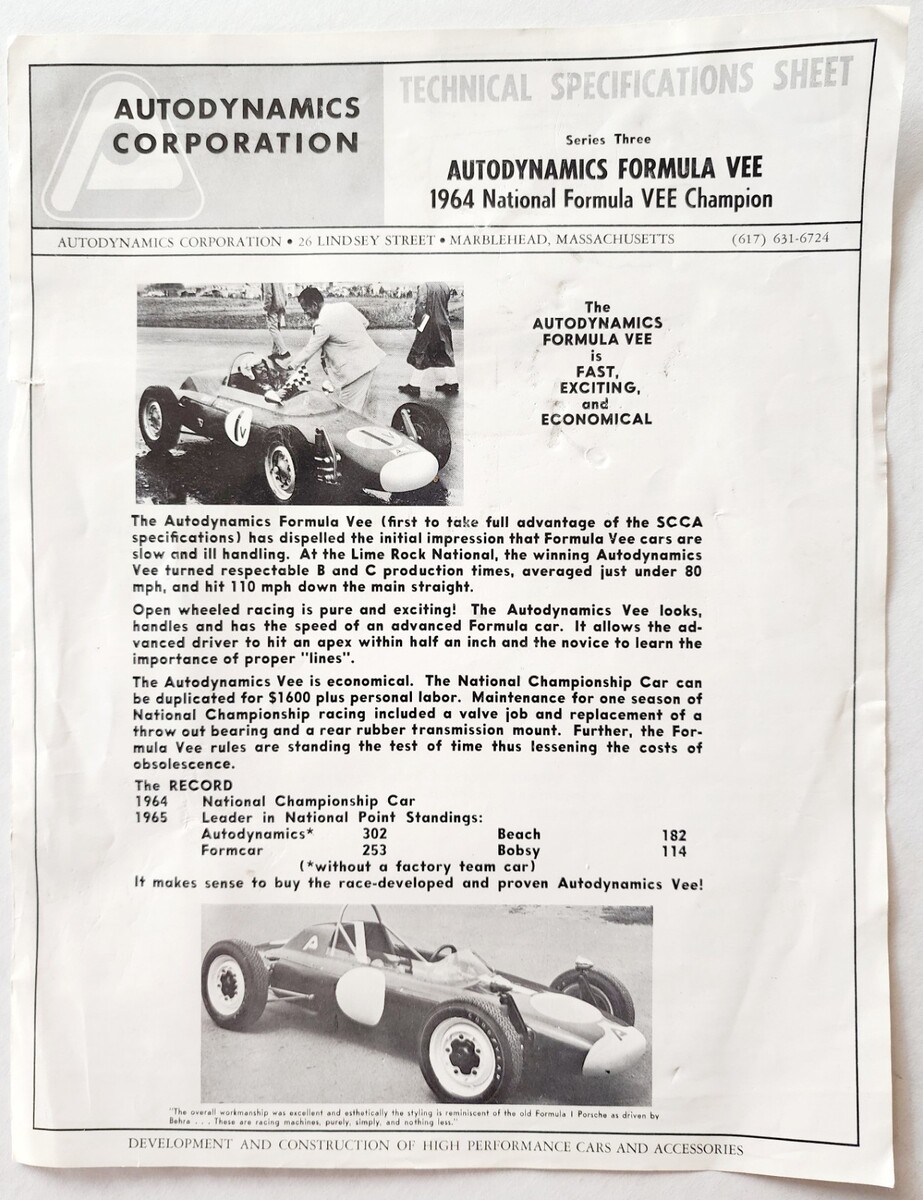 AUTODYNAMICS
CORPORATION
TECHNICAL SPECIFICATIONS SHEET
Series Three
AUTODYNAMICS FORMULA VEE
1964 National Formula VEE Champion
AUTODYNAMICS CORPORATION • 26 LINDSEY STREET • MARBLEHEAD, MASSACHUSETTS (617) 631-6724
The
AUTODYNAMICS
FORMULA VEE
is
FAST,
EXCITING,
and
ECONOMICAL
1
V
1
A
The Autodynamics Formula Vee (first to take full advantage of the SCCA
specifications) has dispelled the initial impression that Formula Vee cars are
slow and ill handling. At the Lime Rock National, the winning Autodynamics
Vee turned respectable B and C production times, averaged just under 80
mph, and hit 110 mph down the main straight.
Open wheeled racing is pure and exciting! The Autodynamics Vee looks,
handles and has the speed of an advanced Formula car. It allows the ad-
vanced driver to hit an apex within half an inch and the novice to learn the
importance of proper "lines".
The Autodynamics Vee is economical. The National Championship Car can
be duplicated for $1600 plus personal labor. Maintenance for one season of
National Championship racing included a valve job and replacement of a
throw out bearing and a rear rubber transmission mount. Further, the For-
mula Vee rules are standing the test of time thus lessening the costs of
obsolescence.
The RECORD
1964 National Championship Car
1965 Leader in National Point Standings:
Autodynamics* 302 Beach 182
Formcar 253 Bobsy 114
(*without a factory team car)
It makes sense to buy the race-developed and proven Autodynamics Vee!
A
A
"The overall workmanship was excellent and esthetically the styling is reminiscent of the old Formula I Porsche as driven by
Behra . . . These are racing machines, purely, simply, and nothing less."
DEVELOPMENT AND CONSTRUCTION OF HIGH PERFORMANCE CARS AND ACCESSORIES